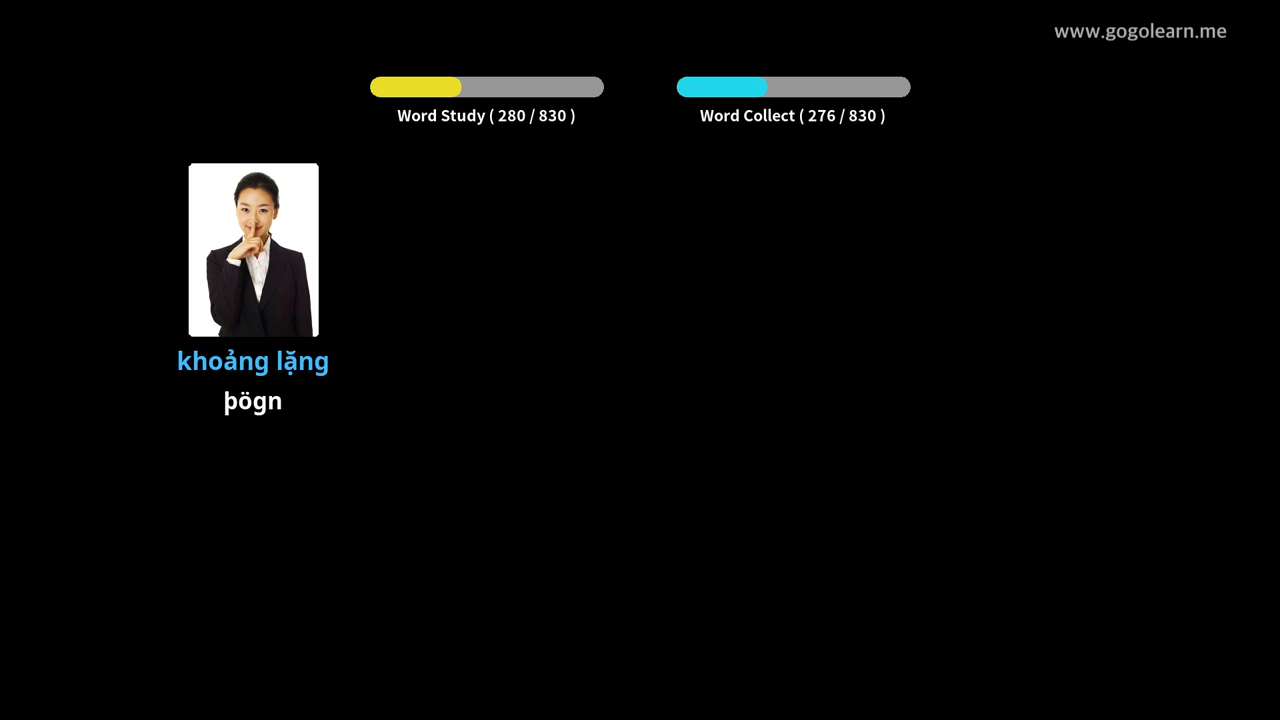 www.gogolearn.me
Word Study ( 280 / 830 )
Word Collect ( 276 / 830 )
khoảng lặng
þögn